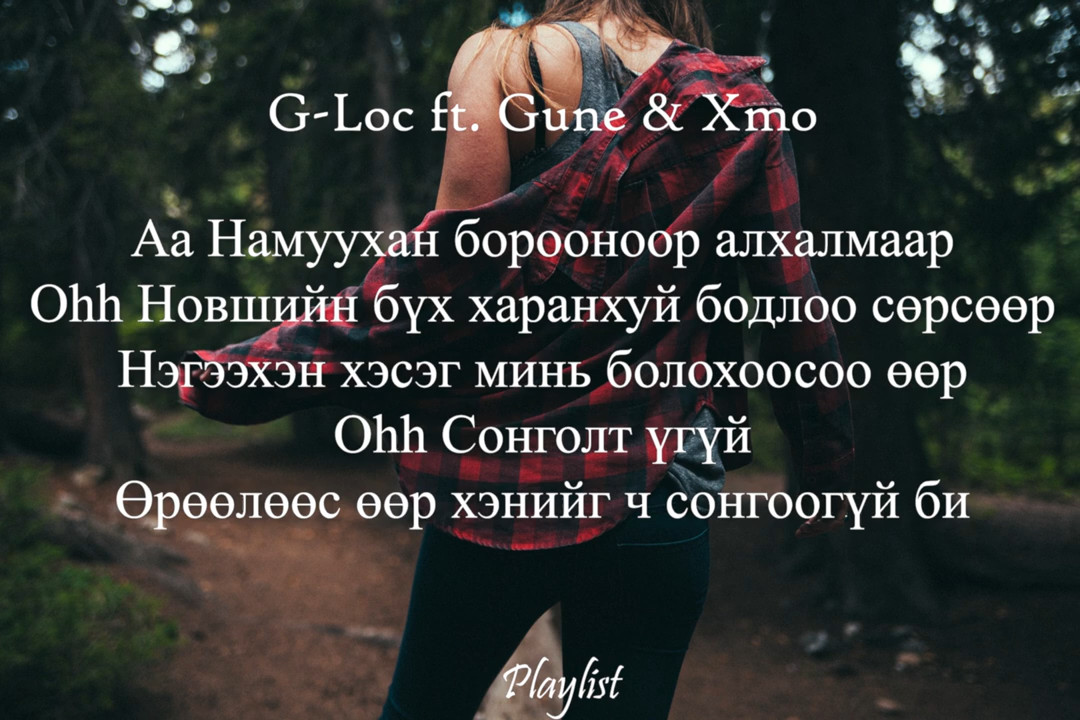 G-Loc ft. Gune & Xmo
Аа Намуухан борооноор алхалмаар
Ohh Новшийн бүх харанхуй бодлоо сөрсөөр
Нэгээхэн хэсэг минь болохоосоо өөр
Ohh Сонголт үгүй
Өрөөлөөс өөр хэнийг ч сонгоогүй би
Playlist